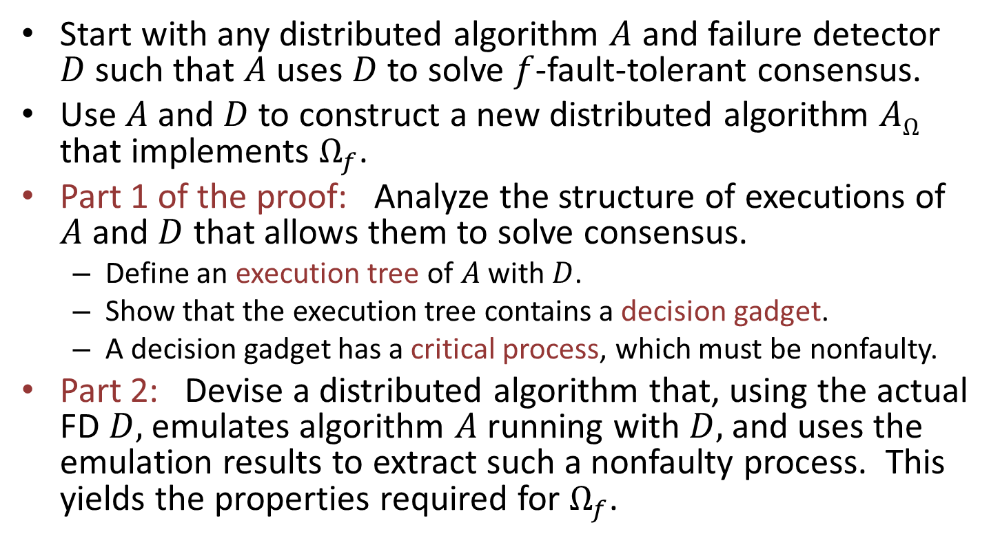 • Start with any distributed algorithm A and failure detector
D such that A uses D to solve f-fault-tolerant consensus.
• Use A and D to construct a new distributed algorithm A_Ω
that implements Ω_f.
• Part 1 of the proof: Analyze the structure of executions of
A and D that allows them to solve consensus.
– Define an execution tree of A with D.
– Show that the execution tree contains a decision gadget.
– A decision gadget has a critical process, which must be nonfaulty.
• Part 2: Devise a distributed algorithm that, using the actual
FD D, emulates algorithm A running with D, and uses the
emulation results to extract such a nonfaulty process. This
yields the properties required for Ω_f.